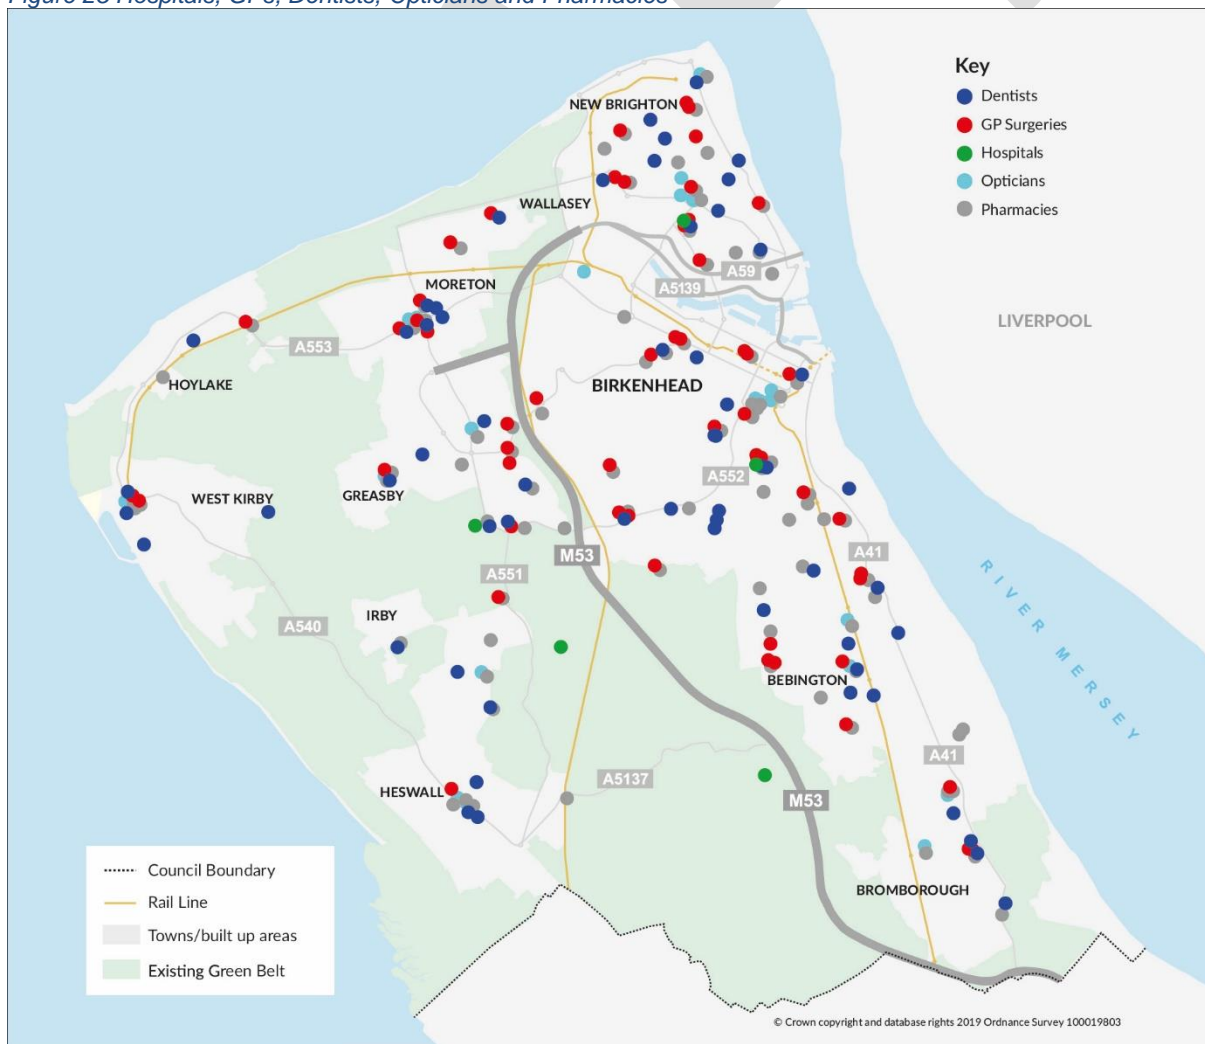 Figure 28 Hospitals, GPs, Dentists, Opticians and Pharmacies
Key
Dentists
GP Surgeries
Hospitals
Opticians
Pharmacies
NEW BRIGHTON
WALLASEY
MORETON
A59
A5139
LIVERPOOL
A553
HOYLAKE
BIRKENHEAD
A552
WEST KIRBY
GREASBY
M53
A41
A551
RIVER MERSEY
IRBY
A540
BEBINGTON
A41
A5137
HESWALL
M53
BROMBOROUGH
Council Boundary
Rail Line
Towns/built up areas
Existing Green Belt
© Crown copyright and database rights 2019 Ordnance Survey 100019803